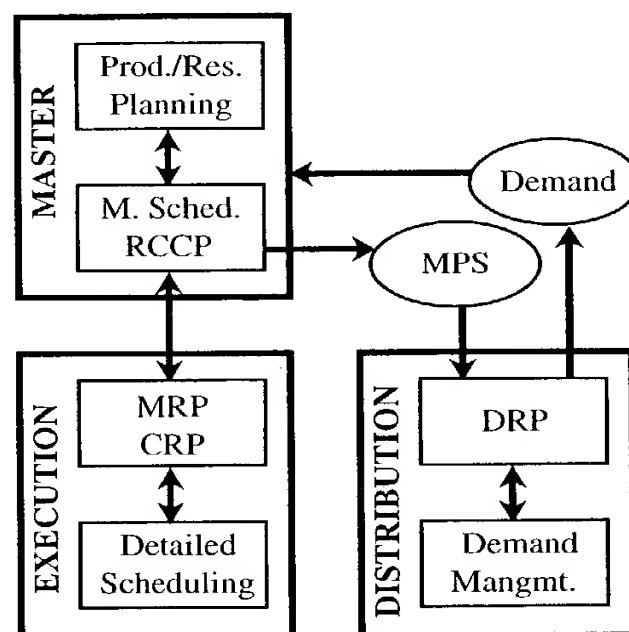 MASTER
Prod./Res.
Planning
M. Sched.
RCCP
Demand
MPS
EXECUTION
MRP
CRP
Detailed
Scheduling
DISTRIBUTION
DRP
Demand
Mangmt.